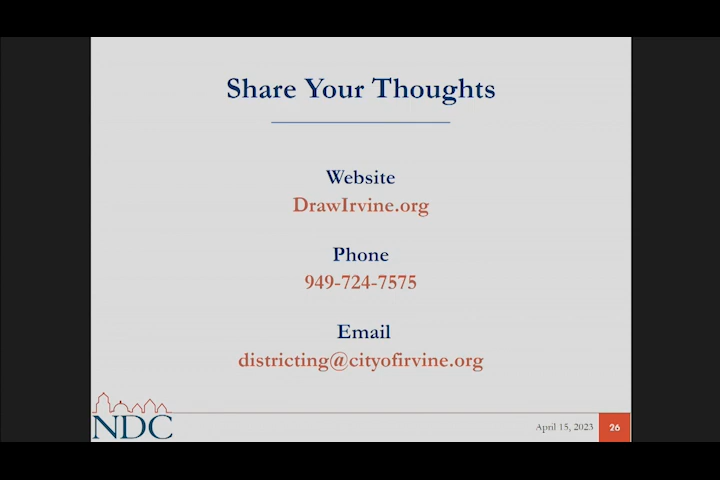 Share Your Thoughts
Website
DrawIrvine.org
Phone
949-724-7575
Email
districting@cityofirvine.org
NDC
April 15, 2023
26